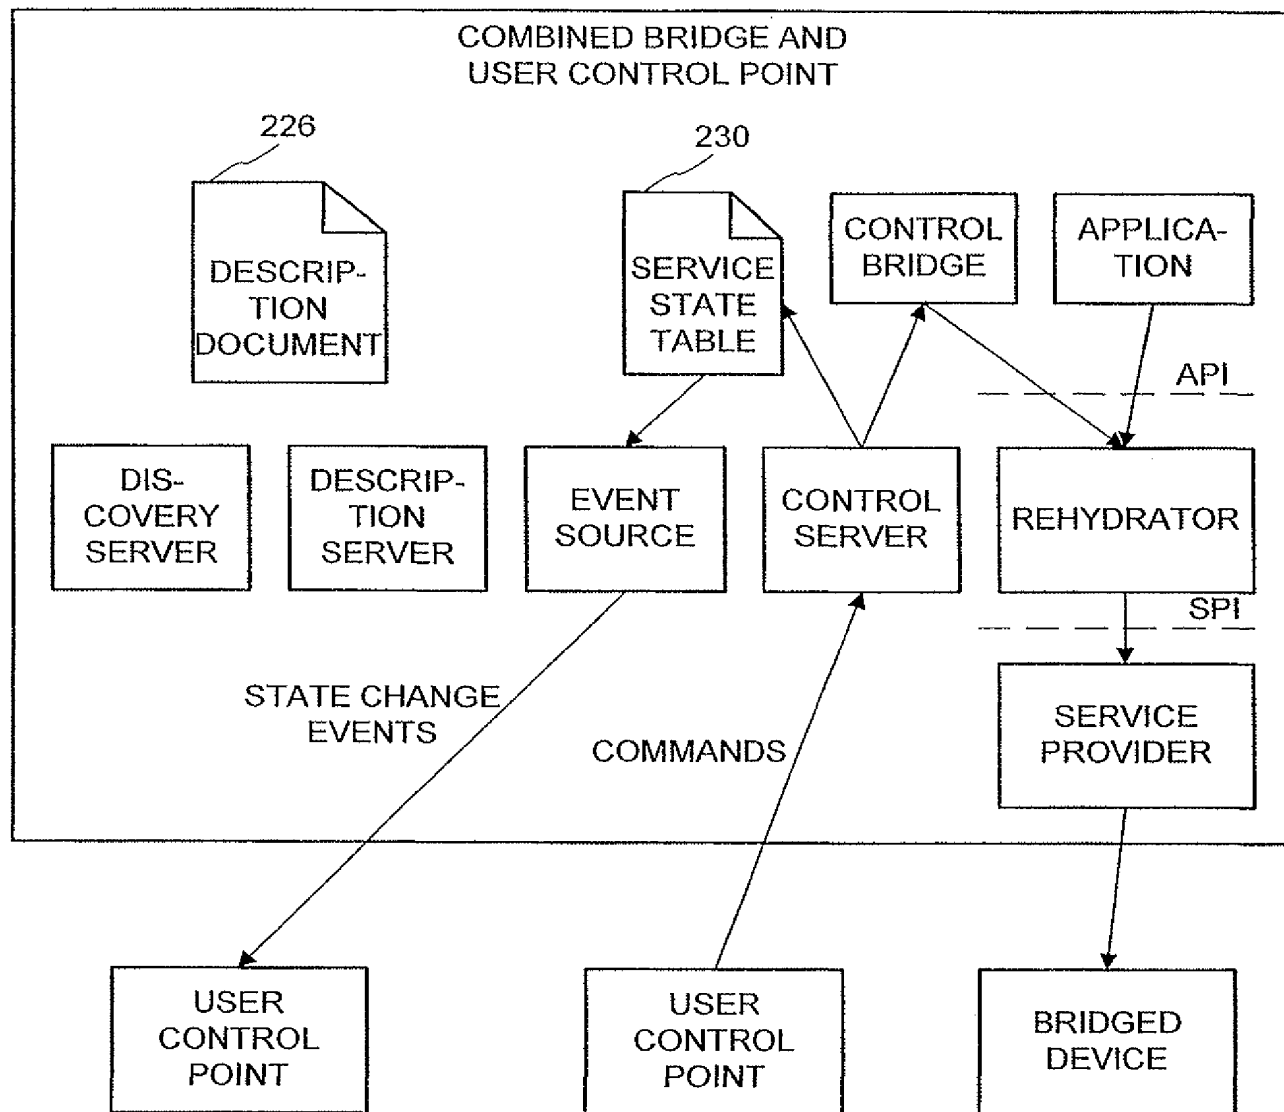 COMBINED BRIDGE AND
USER CONTROL POINT
226
230
DESCRIP-
TION
DOCUMENT
SERVICE
STATE
TABLE
CONTROL
BRIDGE
APPLICA-
TION
API
DIS-
COVERY
SERVER
DESCRIP-
TION
SERVER
EVENT
SOURCE
CONTROL
SERVER
REHYDRATOR
SPI
STATE CHANGE
EVENTS
COMMANDS
SERVICE
PROVIDER
USER
CONTROL
POINT
USER
CONTROL
POINT
BRIDGED
DEVICE